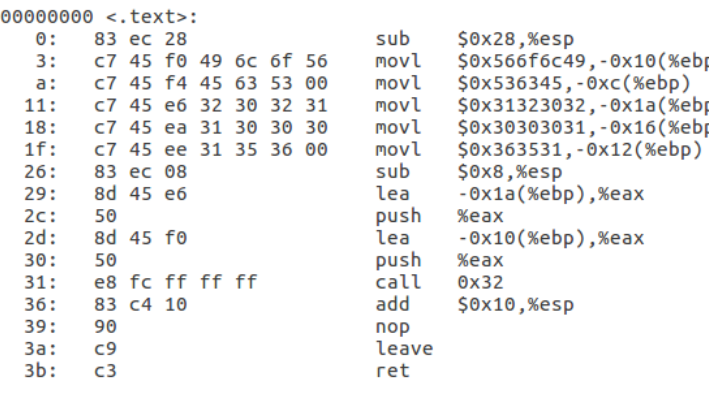 00000000 <.text>:
0: 83 ec 28 sub $0x28,%esp
3: c7 45 f0 49 6c 6f 56 movl $0x566f6c49,-0x10(%ebp
a: c7 45 f4 45 63 53 00 movl $0x536345,-0xc(%ebp)
11: c7 45 e6 32 30 32 31 movl $0x31323032,-0x1a(%ebp
18: c7 45 ea 31 30 30 30 movl $0x30303031,-0x16(%ebp
1f: c7 45 ee 31 35 36 00 movl $0x363531,-0x12(%ebp)
26: 83 ec 08 sub $0x8,%esp
29: 8d 45 e6 lea -0x1a(%ebp),%eax
2c: 50 push %eax
2d: 8d 45 f0 lea -0x10(%ebp),%eax
30: 50 push %eax
31: e8 fc ff ff ff call 0x32
36: 83 c4 10 add $0x10,%esp
39: 90 nop
3a: c9 leave
3b: c3 ret